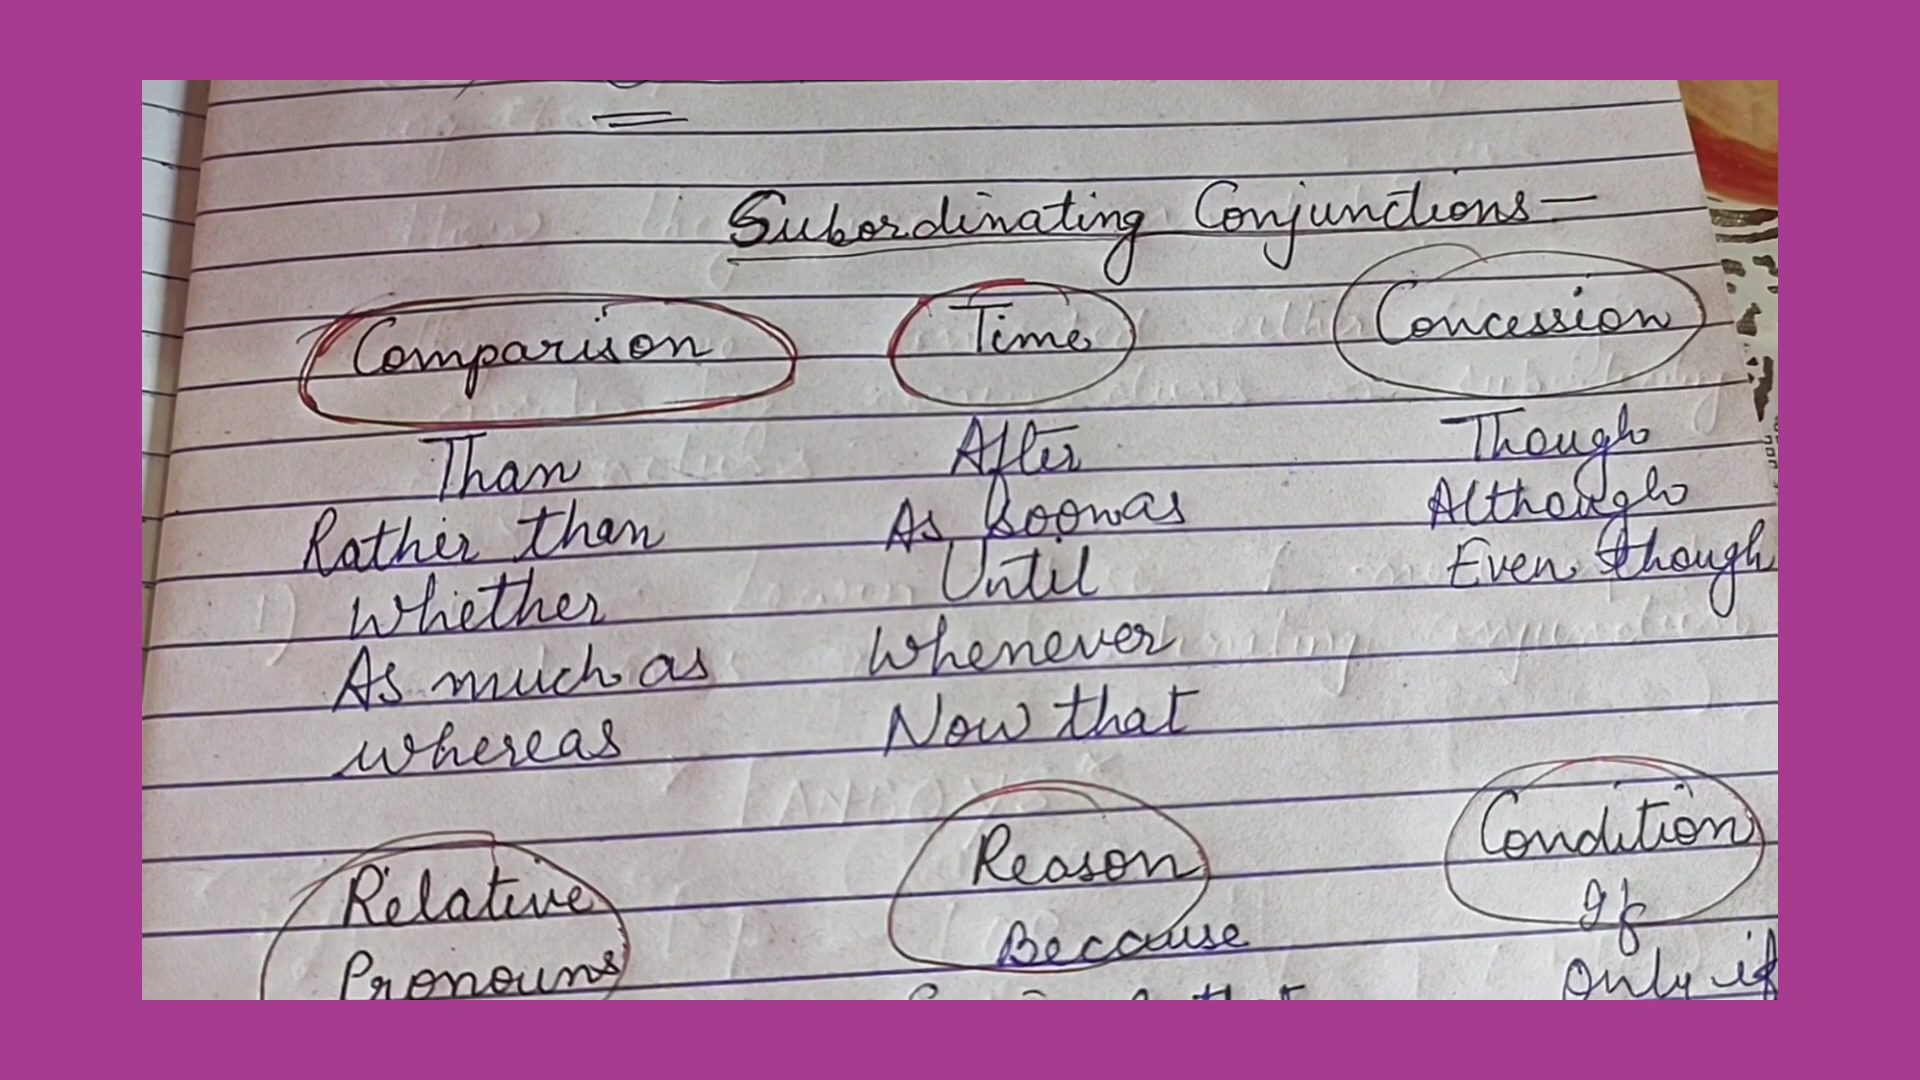 Subordinating Conjunctions —
Comparison
Than
Rather than
Whether
As much as
whereas
Time
After
As soon as
Until
Whenever
Now that
Concession
Though
Although
Even though
Relative
Pronouns
Reason
Because
Condition
If
only if